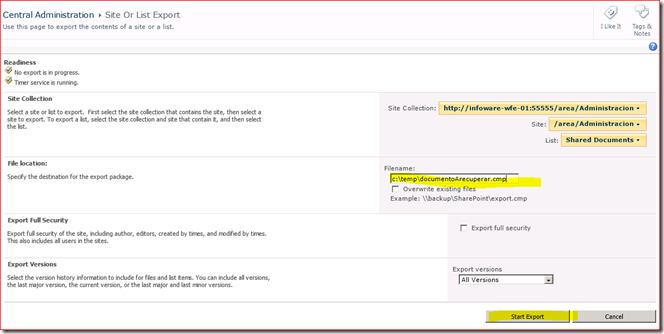 Central Administration ▸ Site Or List Export
Use this page to export the contents of a site or a list.
I Like It
Tags & Notes
Readiness
No export is in progress.
Timer service is running.
Site Collection
Select a site or list to export. First select the site collection that contains the site, then select a
site to export. To export a list, select the site collection and site that contain it, and then select
the list.
Site Collection: http://infoware-wfe-01:55555/area/Administracion
Site: /area/Administracion
List: Shared Documents
File location:
Specify the destination for the export package.
Filename:
c:\temp\documentoArecuperar.cmp
Overwrite existing files
Example: \\backup\SharePoint\export.cmp
Export Full Security
Export full security of the site, including author, editors, created by times, and modified by times.
This also includes all users in the sites.
Export full security
Export Versions
Select the version history information to include for files and list items. You can include all versions,
the last major version, the current version, or the last major and last minor versions.
Export versions
All Versions
Start Export
Cancel